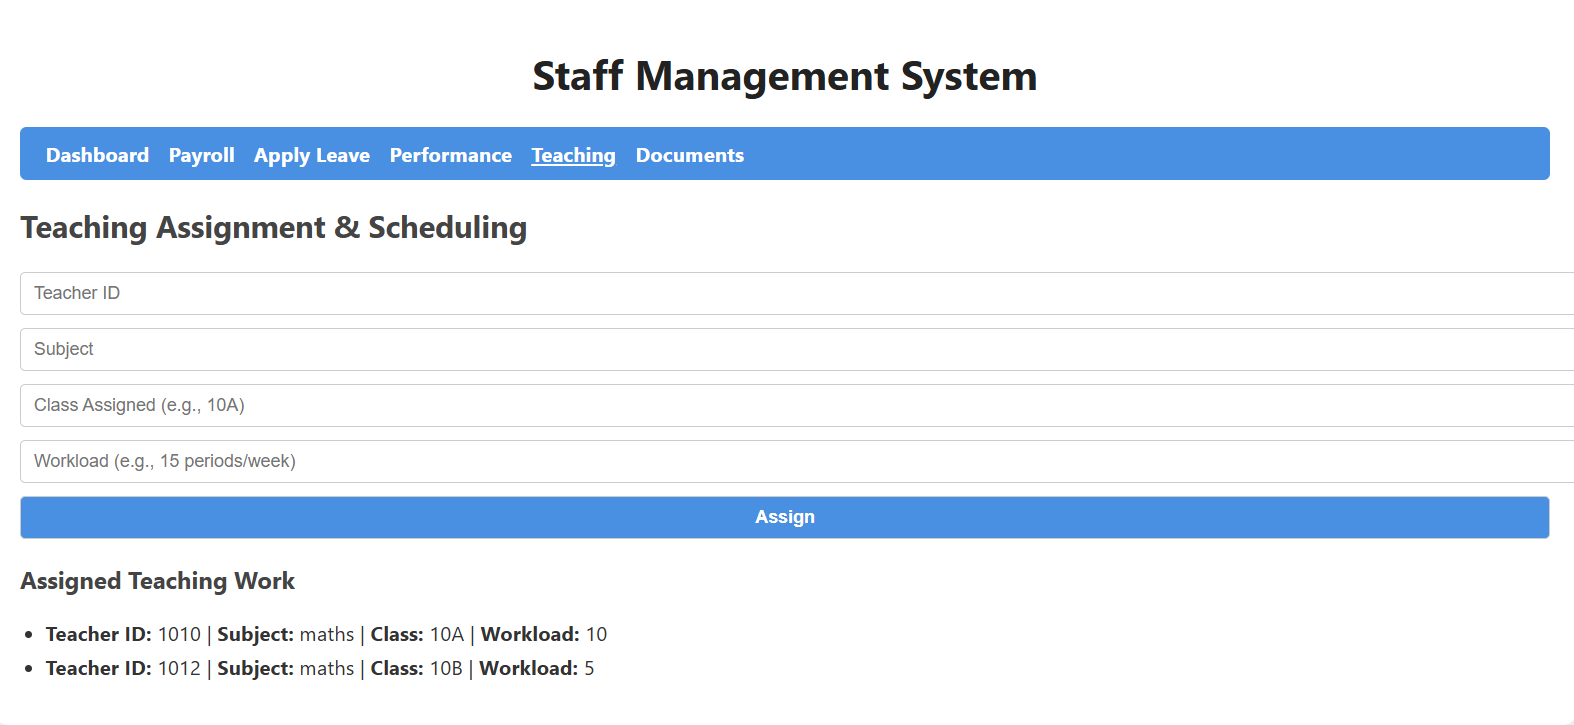 Staff Management System
Dashboard Payroll Apply Leave Performance Teaching Documents
Teaching Assignment & Scheduling
Teacher ID
Subject
Class Assigned (e.g., 10A)
Workload (e.g., 15 periods/week)
Assign
Assigned Teaching Work
• Teacher ID: 1010 | Subject: maths | Class: 10A | Workload: 10
• Teacher ID: 1012 | Subject: maths | Class: 10B | Workload: 5